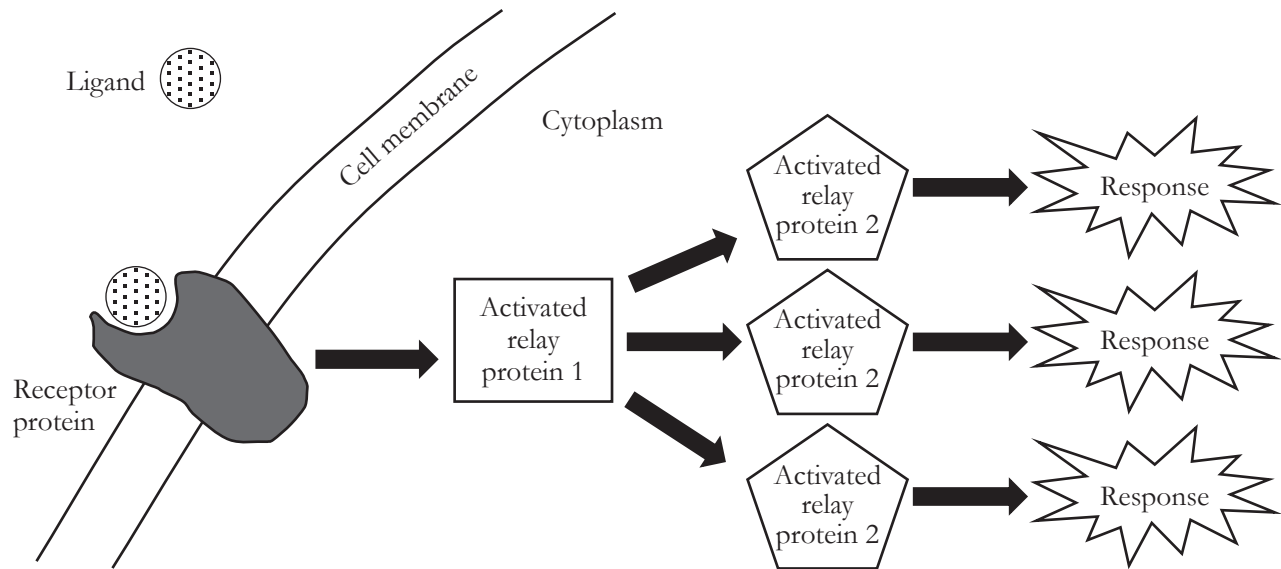 Ligand
Cell membrane
Cytoplasm
Receptor
protein
Activated
relay
protein 1
Activated
relay
protein 2
Response
Activated
relay
protein 2
Response
Activated
relay
protein 2
Response